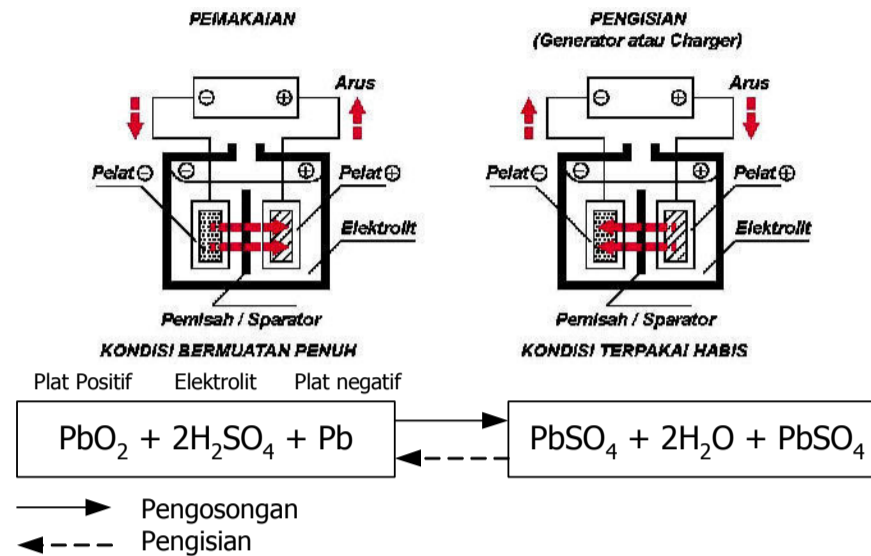 PEMAKAIAN
Arus
⊖ ⊕
⊖ ⊕
Pelat ⊖
Pelat ⊕
Elektrolit
Pemisah / Sparator
KONDISI BERMUATAN PENUH
PENGISIAN
(Generator atau Charger)
Arus
⊖ ⊕
⊖ ⊕
Pelat ⊖
Pelat ⊕
Elektrolit
Pemisah / Sparator
KONDISI TERPAKAI HABIS
Plat Positif Elektrolit Plat negatif
PbO₂ + 2H₂SO₄ + Pb
PbSO₄ + 2H₂O + PbSO₄
Pengosongan
Pengisian